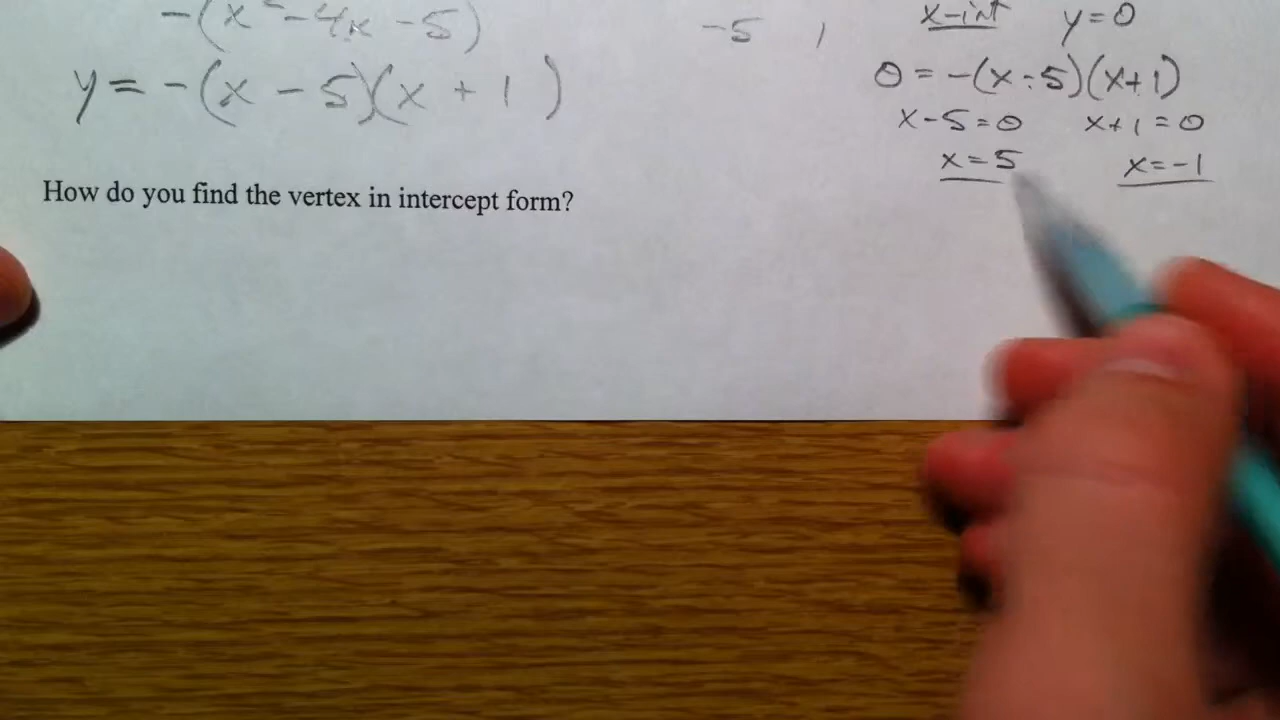 -(x² - 4x - 5)
y = -(x - 5)(x + 1)
How do you find the vertex in intercept form?
-5 1
x-int y = 0
0 = -(x - 5)(x + 1)
x - 5 = 0 x + 1 = 0
x = 5 x = -1